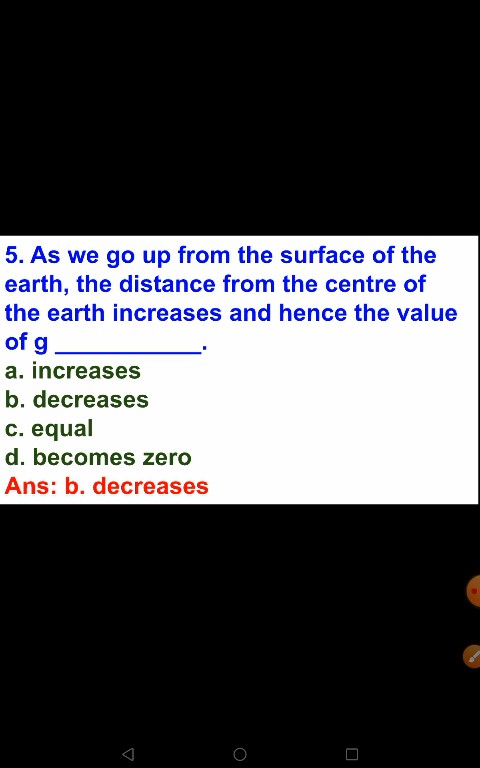 5. As we go up from the surface of the
earth, the distance from the centre of
the earth increases and hence the value
of g ___________.
a. increases
b. decreases
c. equal
d. becomes zero
Ans: b. decreases